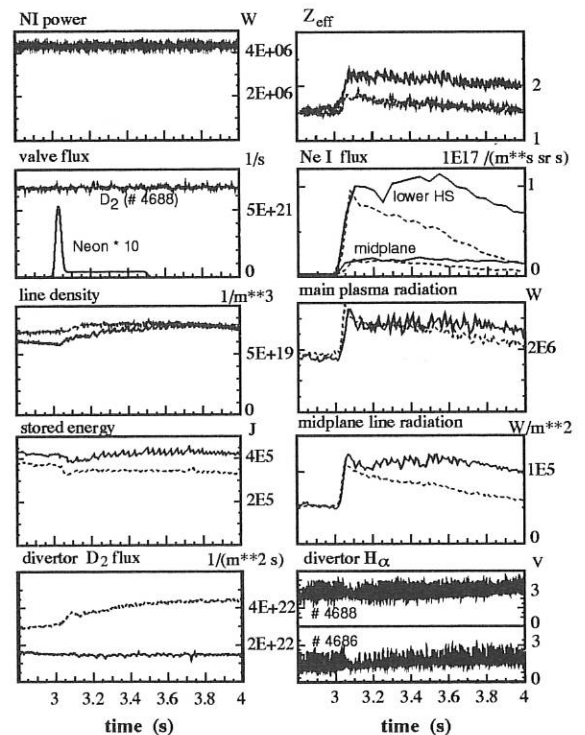 NI power W
4E+06
2E+06
valve flux 1/s
D2 (# 4688)
5E+21
Neon * 10
0
line density 1/m**3
5E+19
0
stored energy J
4E5
2E5
divertor D2 flux 1/(m**2 s)
4E+22
2E+22
3 3.2 3.4 3.6 3.8 4
time (s)
Zeff
2
1
Ne I flux 1E17 /(m**s sr s)
1
lower HS
midplane
0
main plasma radiation W
2E6
midplane line radiation W/m**2
1E5
0
divertor Hα V
3
# 4688
0
# 4686
3
0
3 3.2 3.4 3.6 3.8 4
time (s)